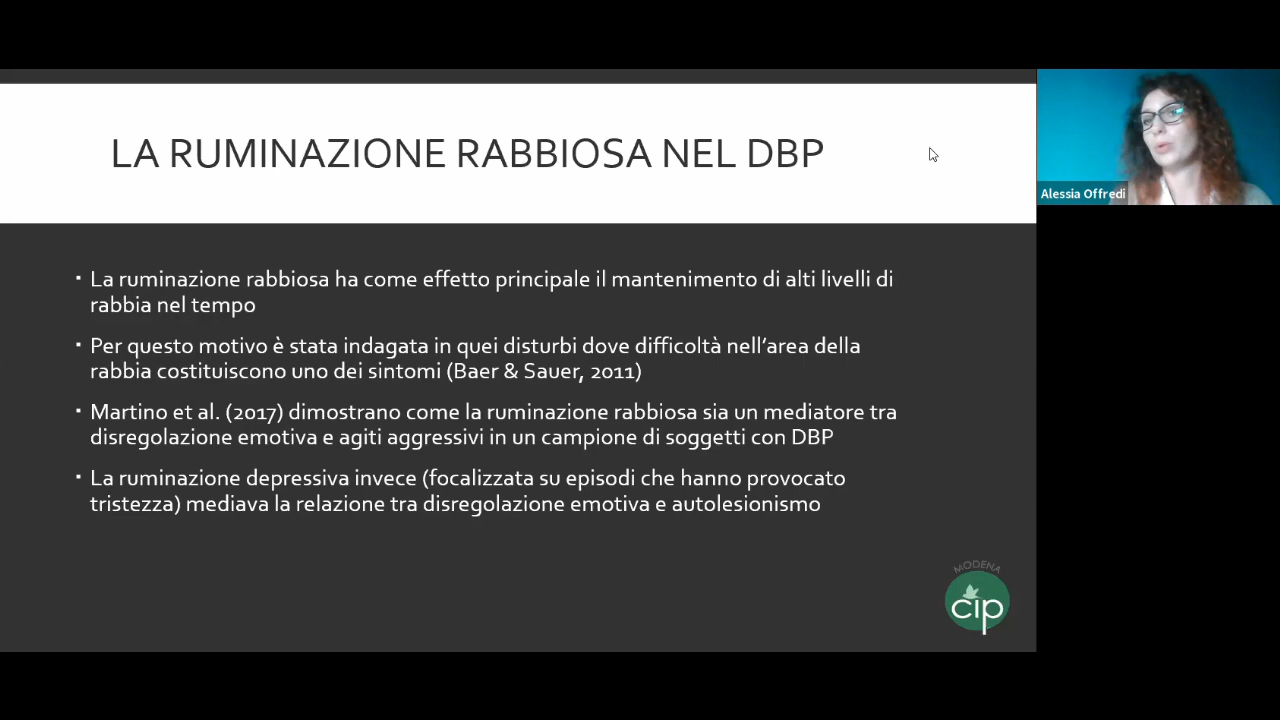 LA RUMINAZIONE RABBIOSA NEL DBP
Alessia Offredi
▪ La ruminazione rabbiosa ha come effetto principale il mantenimento di alti livelli di
rabbia nel tempo
▪ Per questo motivo è stata indagata in quei disturbi dove difficoltà nell'area della
rabbia costituiscono uno dei sintomi (Baer & Sauer, 2011)
▪ Martino et al. (2017) dimostrano come la ruminazione rabbiosa sia un mediatore tra
disregolazione emotiva e agiti aggressivi in un campione di soggetti con DBP
▪ La ruminazione depressiva invece (focalizzata su episodi che hanno provocato
tristezza) mediava la relazione tra disregolazione emotiva e autolesionismo
MODENA
cip